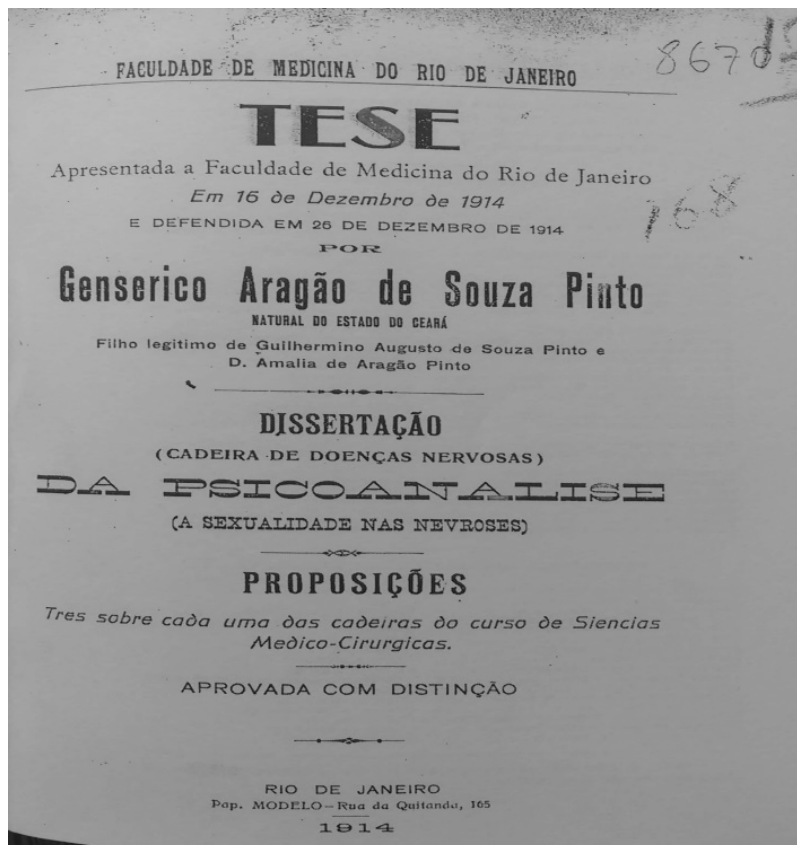 8670
FACULDADE DE MEDICINA DO RIO DE JANEIRO
TESE
Apresentada a Faculdade de Medicina do Rio de Janeiro
Em 16 de Dezembro de 1914
E DEFENDIDA EM 26 DE DEZEMBRO DE 1914
168
POR
Genserico Aragão de Souza Pinto
NATURAL DO ESTADO DO CEARÁ
Filho legitimo de Guilhermino Augusto de Souza Pinto e
D. Amalia de Aragão Pinto
DISSERTAÇÃO
(CADEIRA DE DOENÇAS NERVOSAS)
DA PSICOANALISE
(A SEXUALIDADE NAS NEVROSES)
PROPOSIÇÕES
Tres sobre cada uma das cadeiras do curso de Siencias
Medico-Cirurgicas.
APROVADA COM DISTINÇÃO
RIO DE JANEIRO
Pap. MODELO—Rua da Quitanda, 165
1914